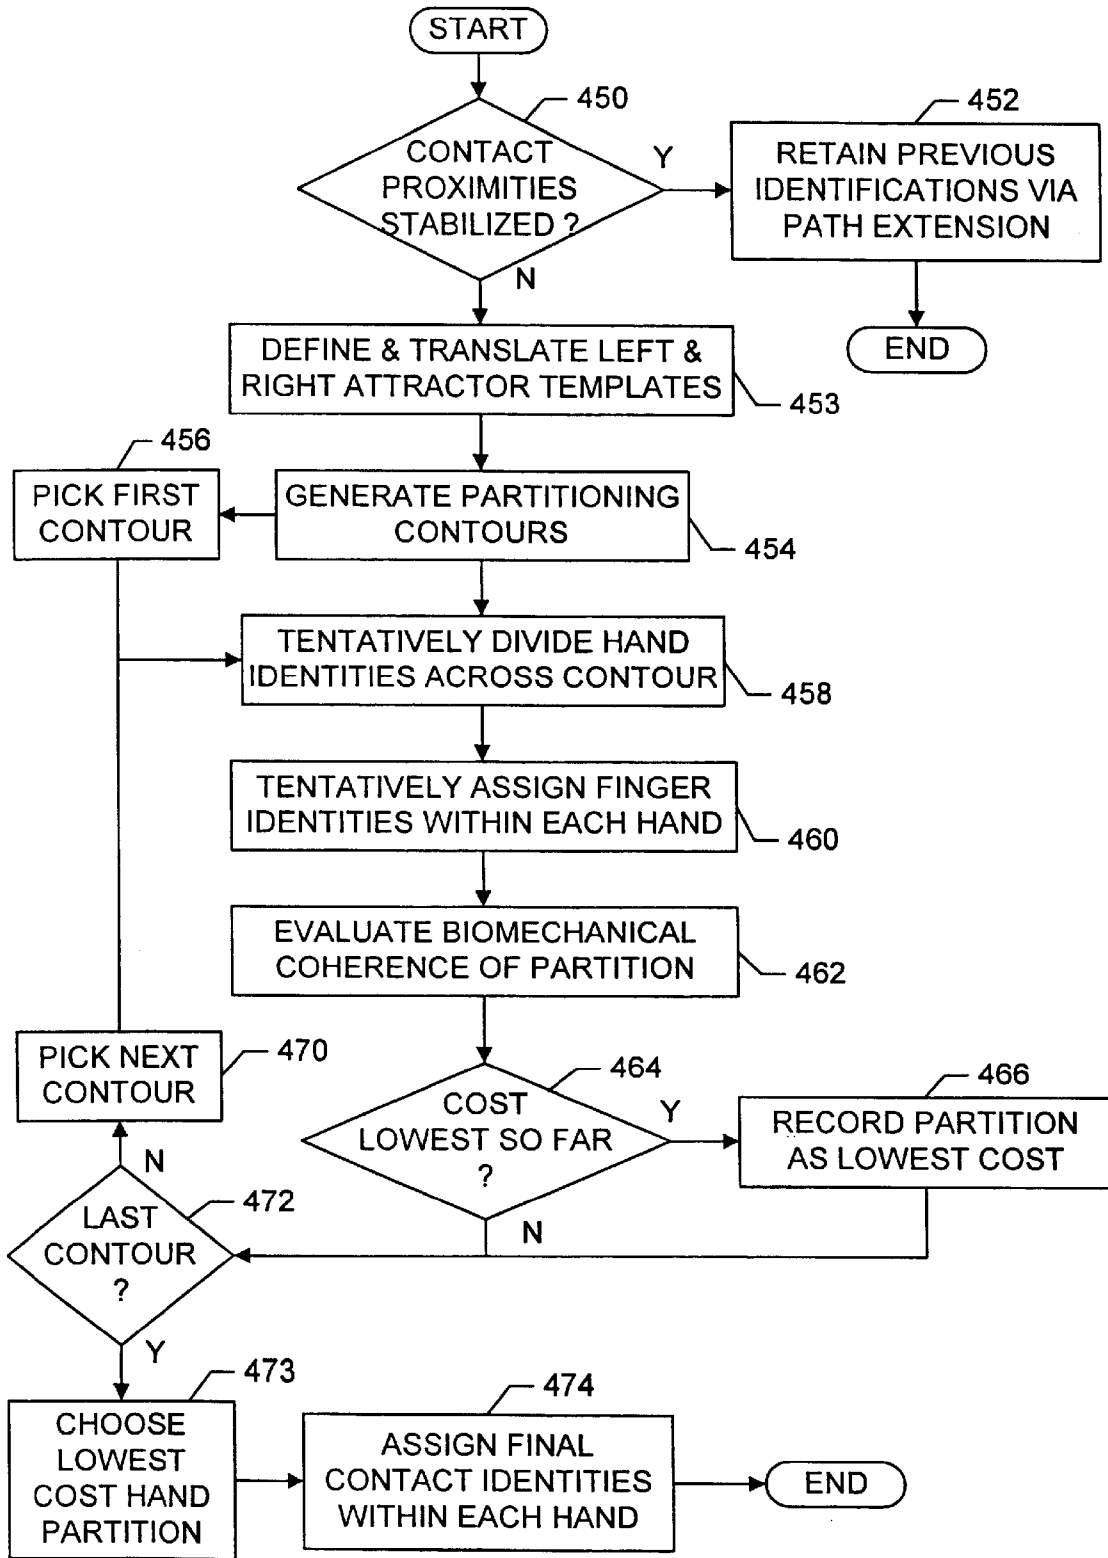 START
450
CONTACT
PROXIMITIES
STABILIZED ?
Y
N
452
RETAIN PREVIOUS
IDENTIFICATIONS VIA
PATH EXTENSION
END
DEFINE & TRANSLATE LEFT &
RIGHT ATTRACTOR TEMPLATES
453
456
PICK FIRST
CONTOUR
GENERATE PARTITIONING
CONTOURS
454
TENTATIVELY DIVIDE HAND
IDENTITIES ACROSS CONTOUR
458
TENTATIVELY ASSIGN FINGER
IDENTITIES WITHIN EACH HAND
460
EVALUATE BIOMECHANICAL
COHERENCE OF PARTITION
462
PICK NEXT
CONTOUR
470
464
COST
LOWEST SO FAR
?
Y
N
466
RECORD PARTITION
AS LOWEST COST
N
472
LAST
CONTOUR
?
Y
473
CHOOSE
LOWEST
COST HAND
PARTITION
474
ASSIGN FINAL
CONTACT IDENTITIES
WITHIN EACH HAND
END